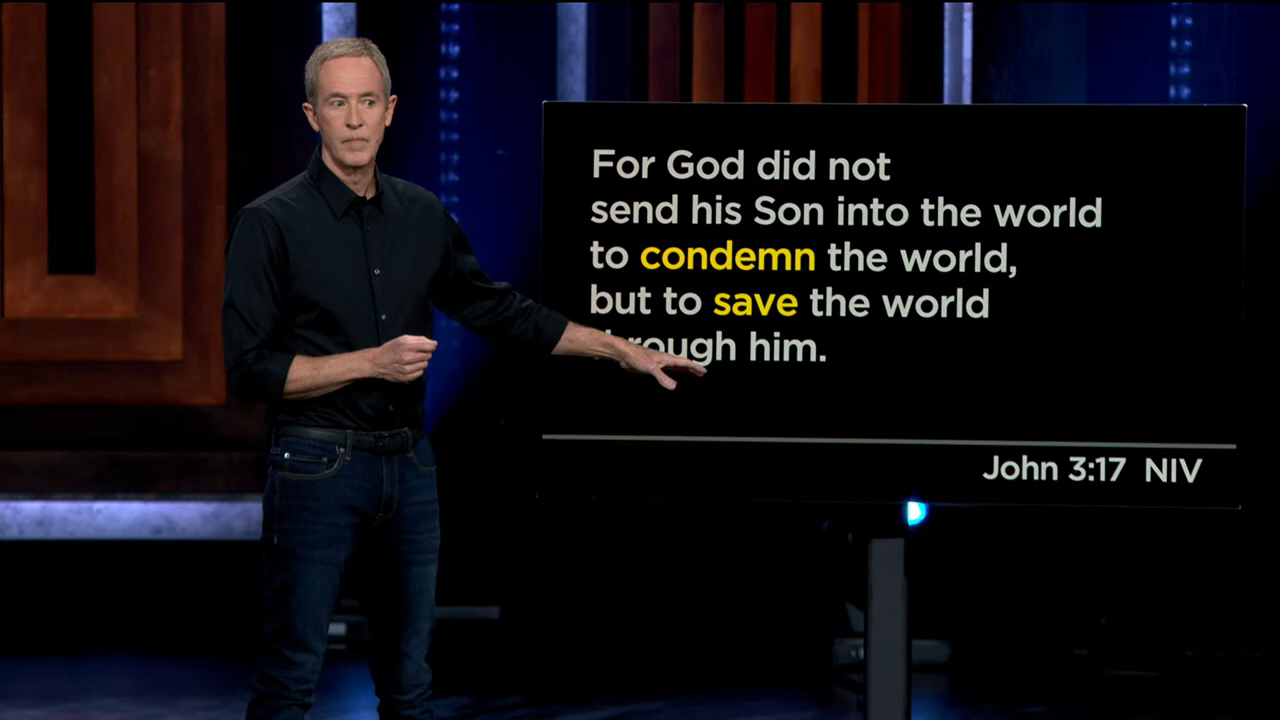 For God did not
send his Son into the world
to condemn the world,
but to save the world
through him.
John 3:17 NIV